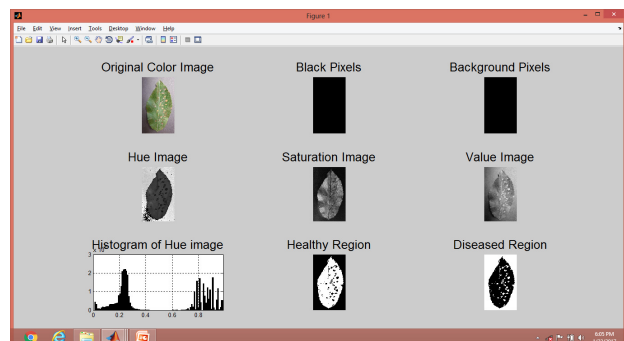 Figure 1
File Edit View Insert Tools Desktop Window Help
Original Color Image
Black Pixels
Background Pixels
Hue Image
Saturation Image
Value Image
Histogram of Hue image
Healthy Region
Diseased Region
3
2
1
0
0 0.2 0.4 0.6 0.8
6:05 PM